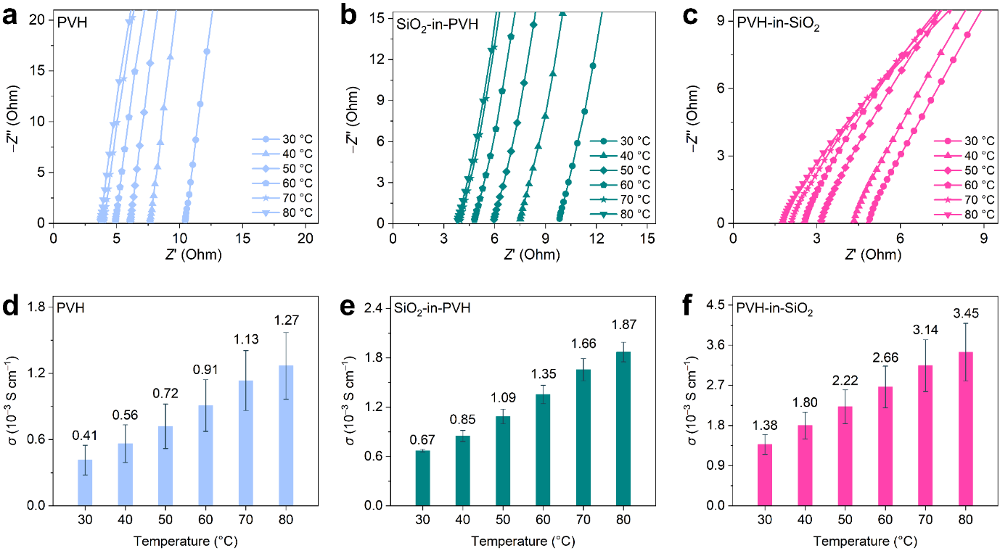 a
PVH
20
15
10
5
0
−Z″ (Ohm)
30 °C
40 °C
50 °C
60 °C
70 °C
80 °C
0 5 10 15 20
Z′ (Ohm)
b
SiO₂-in-PVH
15
12
9
6
3
0
−Z″ (Ohm)
30 °C
40 °C
50 °C
60 °C
70 °C
80 °C
0 3 6 9 12 15
Z′ (Ohm)
c
PVH-in-SiO₂
9
6
3
0
−Z″ (Ohm)
30 °C
40 °C
50 °C
60 °C
70 °C
80 °C
0 3 6 9
Z′ (Ohm)
d
PVH
1.8
1.2
0.6
0.0
σ (10⁻³ S cm⁻¹)
0.41 0.56 0.72 0.91 1.13 1.27
30 40 50 60 70 80
Temperature (°C)
e
SiO₂-in-PVH
2.4
1.8
1.2
0.6
0.0
σ (10⁻³ S cm⁻¹)
0.67 0.85 1.09 1.35 1.66 1.87
30 40 50 60 70 80
Temperature (°C)
f
PVH-in-SiO₂
4.5
3.6
2.7
1.8
0.9
0.0
σ (10⁻³ S cm⁻¹)
1.38 1.80 2.22 2.66 3.14 3.45
30 40 50 60 70 80
Temperature (°C)